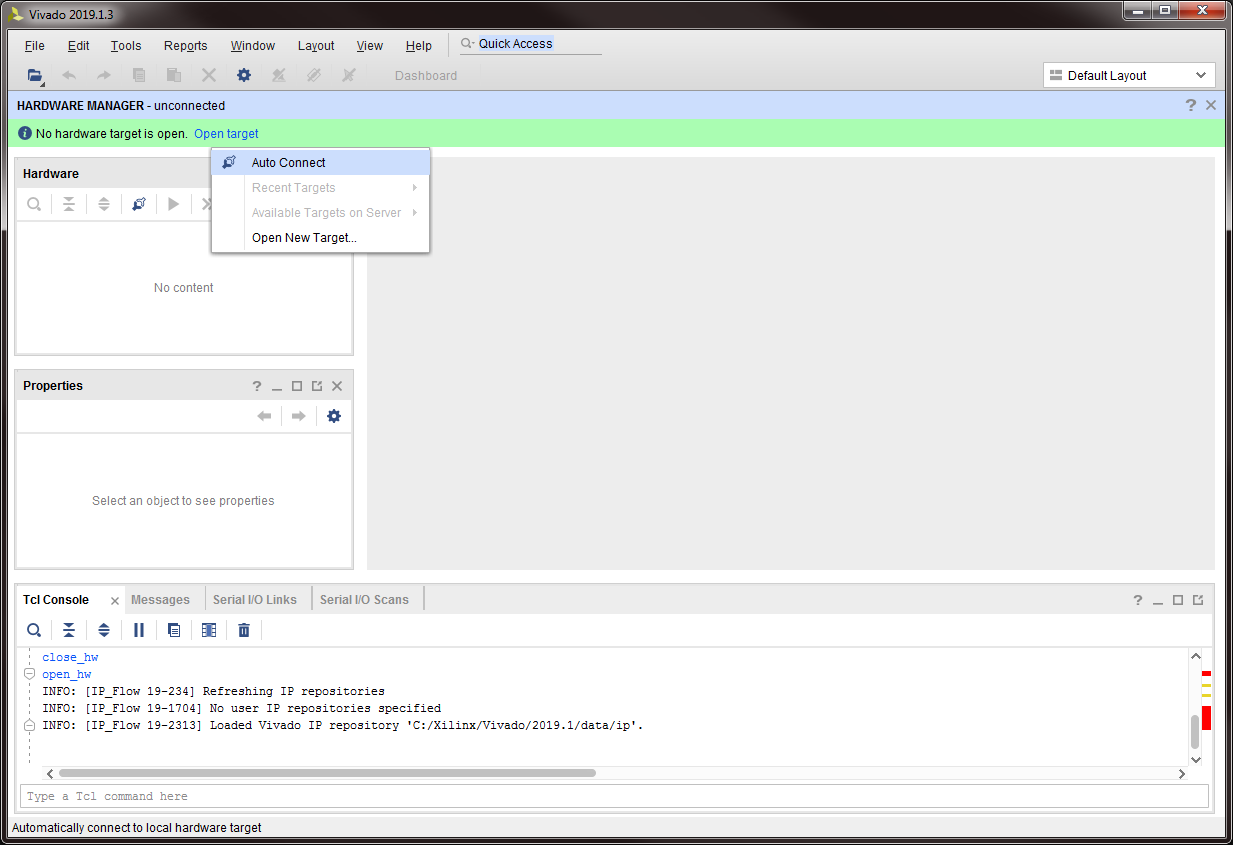 Vivado 2019.1.3
File Edit Tools Reports Window Layout View Help Quick Access
Dashboard Default Layout
HARDWARE MANAGER - unconnected
No hardware target is open. Open target
Auto Connect
Recent Targets
Available Targets on Server
Open New Target...
Hardware
No content
Properties
Select an object to see properties
Tcl Console Messages Serial I/O Links Serial I/O Scans
close_hw
open_hw
INFO: [IP_Flow 19-234] Refreshing IP repositories
INFO: [IP_Flow 19-1704] No user IP repositories specified
INFO: [IP_Flow 19-2313] Loaded Vivado IP repository 'C:/Xilinx/Vivado/2019.1/data/ip'.
Type a Tcl command here
Automatically connect to local hardware target